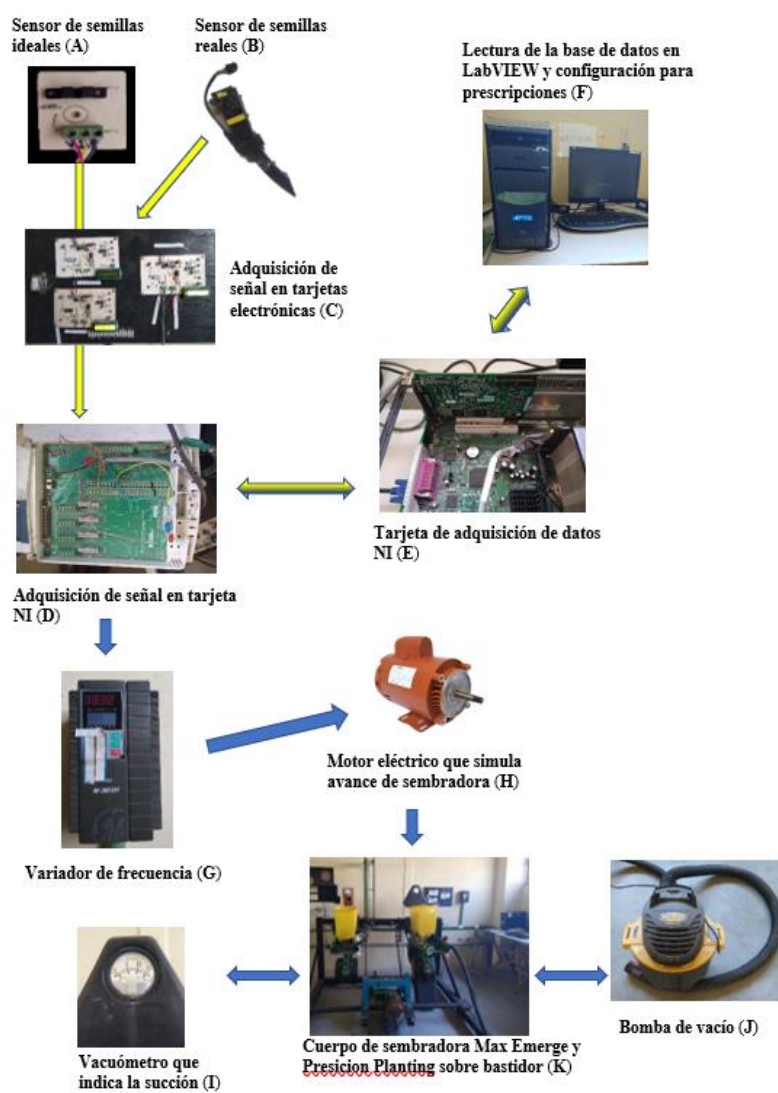 Sensor de semillas
ideales (A)
Sensor de semillas
reales (B)
Lectura de la base de datos en
LabVIEW y configuración para
prescripciones (F)
Adquisición de
señal en tarjetas
electrónicas (C)
Tarjeta de adquisición de datos
NI (E)
Adquisición de señal en tarjeta
NI (D)
Motor eléctrico que simula
avance de sembradora (H)
Variador de frecuencia (G)
Bomba de vacío (J)
Vacuómetro que
indica la succión (I)
Cuerpo de sembradora Max Emerge y
Presicion Planting sobre bastidor (K)